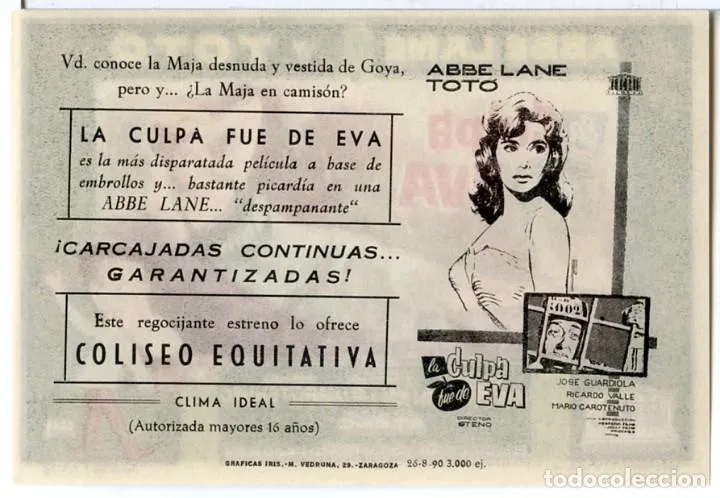 Vd. conoce la Maja desnuda y vestida de Goya,
pero y... ¿La Maja en camisón?
LA CULPA FUE DE EVA
es la más disparatada película a base de
embrollos y... bastante picardía en una
ABBE LANE... "despampanante"
¡CARCAJADAS CONTINUAS...
GARANTIZADAS!
Este regocijante estreno lo ofrece
COLISEO EQUITATIVA
CLIMA IDEAL
(Autorizada mayores 16 años)
GRAFICAS IRIS.-M. VEDRUNA, 29.-ZARAGOZA 26-8-90 3.000 ej.
ABBE LANE
TOTÓ
la Culpa
fue de EVA
DIRECTOR
STENO
JOSE GUARDIOLA
RICARDO VALLE
MARIO CAROTENUTO
todocoleccion